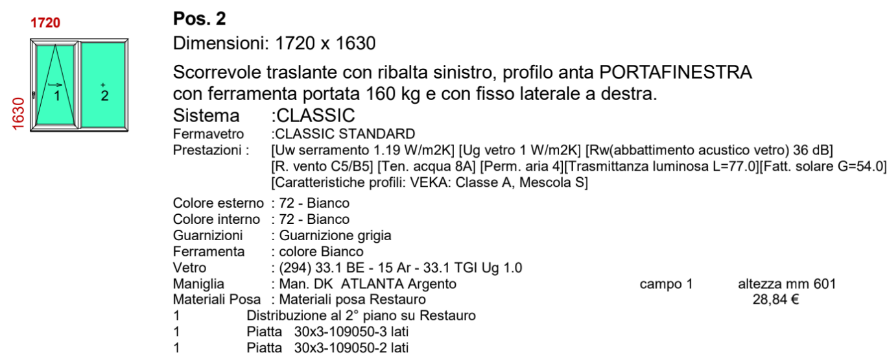 1720
Pos. 2
Dimensioni: 1720 x 1630
1630
1
2
Scorrevole traslante con ribalta sinistro, profilo anta PORTAFINESTRA
con ferramenta portata 160 kg e con fisso laterale a destra.
Sistema :CLASSIC
Fermavetro :CLASSIC STANDARD
Prestazioni : [Uw serramento 1.19 W/m2K] [Ug vetro 1 W/m2K] [Rw(abbattimento acustico vetro) 36 dB]
[R. vento C5/B5] [Ten. acqua 8A] [Perm. aria 4][Trasmittanza luminosa L=77.0][Fatt. solare G=54.0]
[Caratteristiche profili: VEKA: Classe A, Mescola S]
Colore esterno : 72 - Bianco
Colore interno : 72 - Bianco
Guarnizioni : Guarnizione grigia
Ferramenta : colore Bianco
Vetro : (294) 33.1 BE - 15 Ar - 33.1 TGI Ug 1.0
Maniglia : Man. DK ATLANTA Argento campo 1 altezza mm 601
Materiali Posa : Materiali posa Restauro 28,84 €
1 Distribuzione al 2° piano su Restauro
1 Piatta 30x3-109050-3 lati
1 Piatta 30x3-109050-2 lati